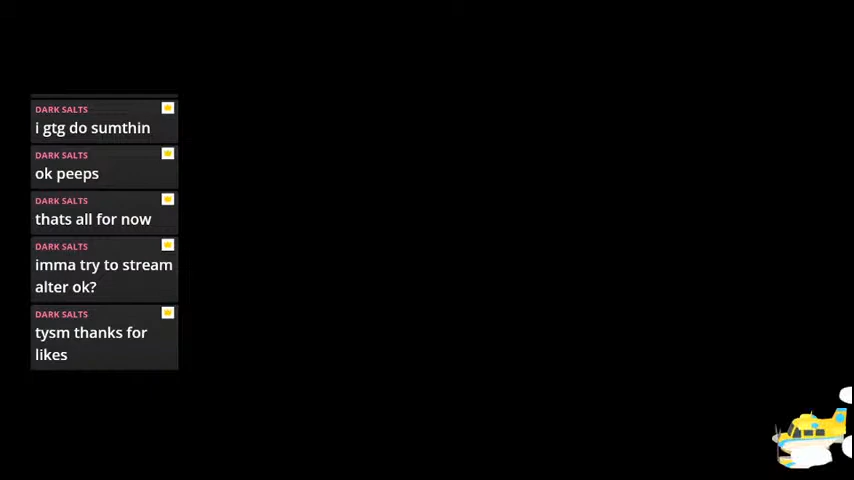 DARK SALTS
i gtg do sumthin
DARK SALTS
ok peeps
DARK SALTS
thats all for now
DARK SALTS
imma try to stream
alter ok?
DARK SALTS
tysm thanks for
likes